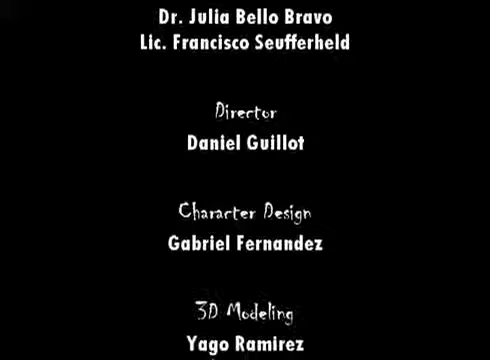 Dr. Julia Bello Bravo
Lic. Francisco Seufferheld
Director
Daniel Guillot
Character Design
Gabriel Fernandez
3D Modeling
Yago Ramirez